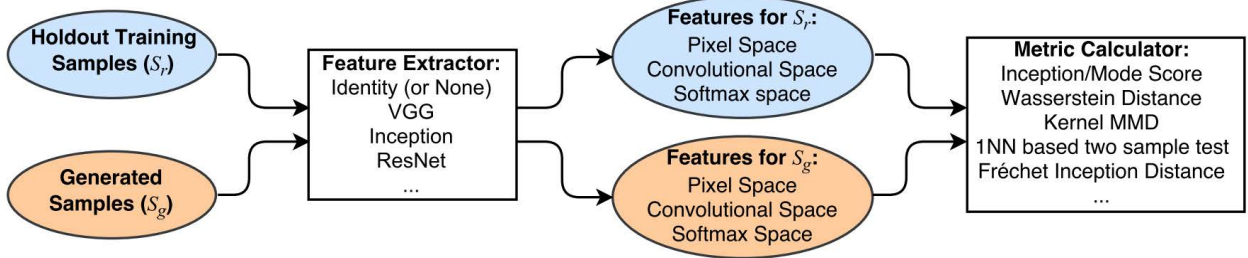 Holdout Training
Samples (Sr)
Generated
Samples (Sg)
Feature Extractor:
Identity (or None)
VGG
Inception
ResNet
...
Features for Sr:
Pixel Space
Convolutional Space
Softmax space
Features for Sg:
Pixel Space
Convolutional Space
Softmax Space
Metric Calculator:
Inception/Mode Score
Wasserstein Distance
Kernel MMD
1NN based two sample test
Fréchet Inception Distance
...